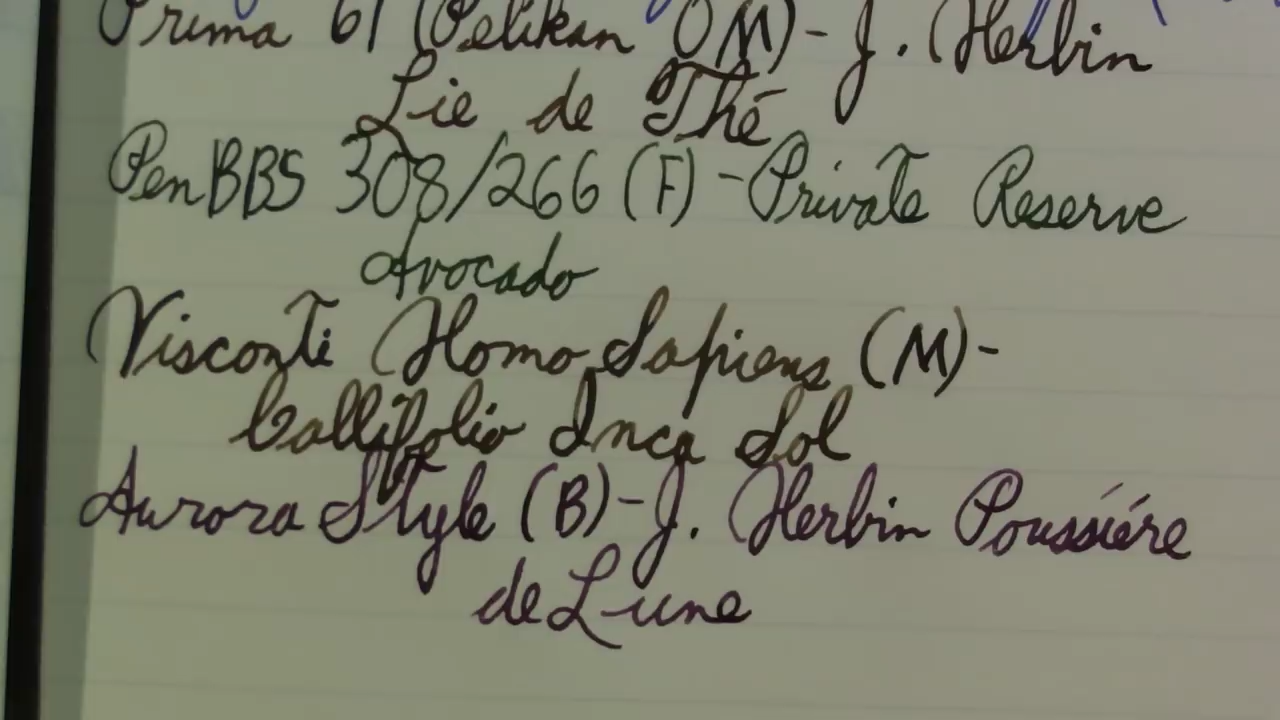 Prima 61 (Pelikan OM) - J. Herbin
Lie de Thé
PenBBS 308/266 (F) - Private Reserve
Avocado
Visconti Homo Sapiens (M) -
Callifolio Inca Sol
Aurora Style (B) - J. Herbin Poussiére
de Lune